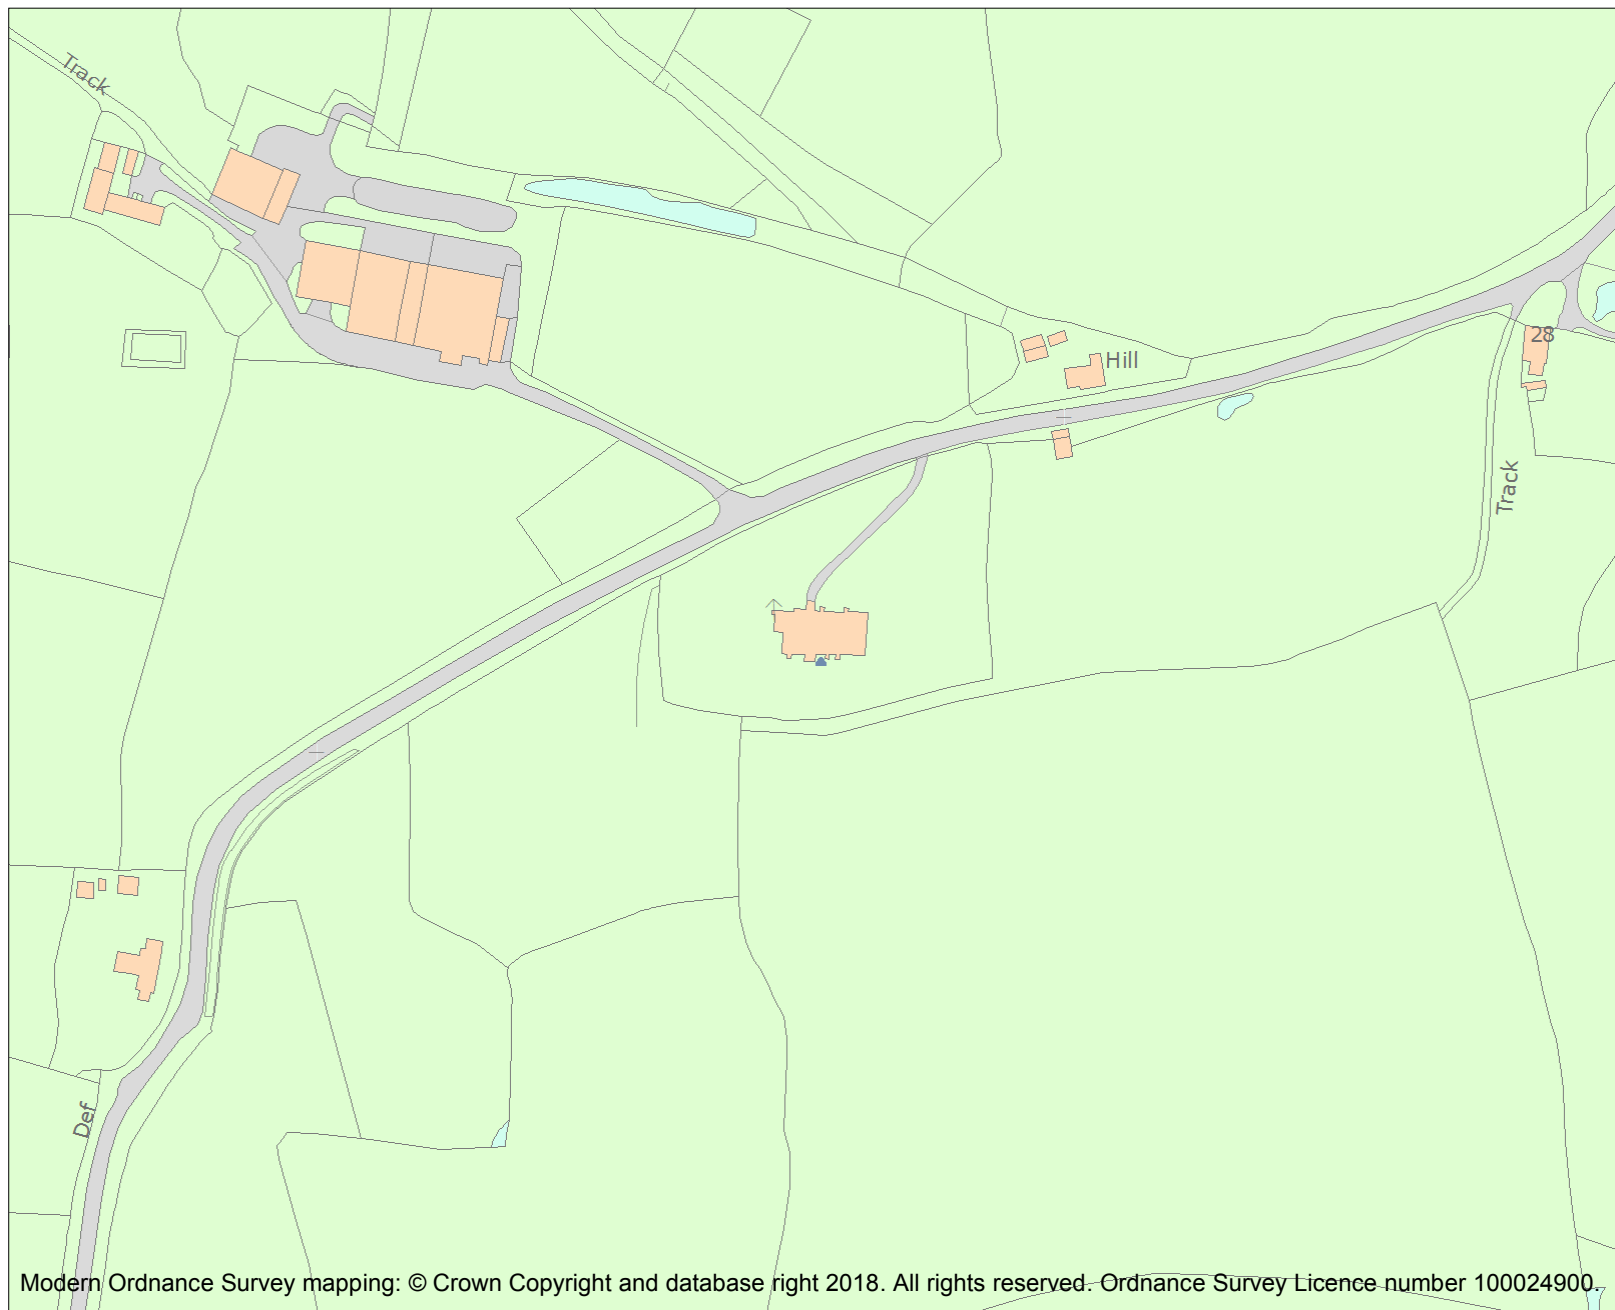 Track
28
Hill
Track
Def
Modern Ordnance Survey mapping: © Crown Copyright and database right 2018. All rights reserved. Ordnance Survey Licence number 100024900.